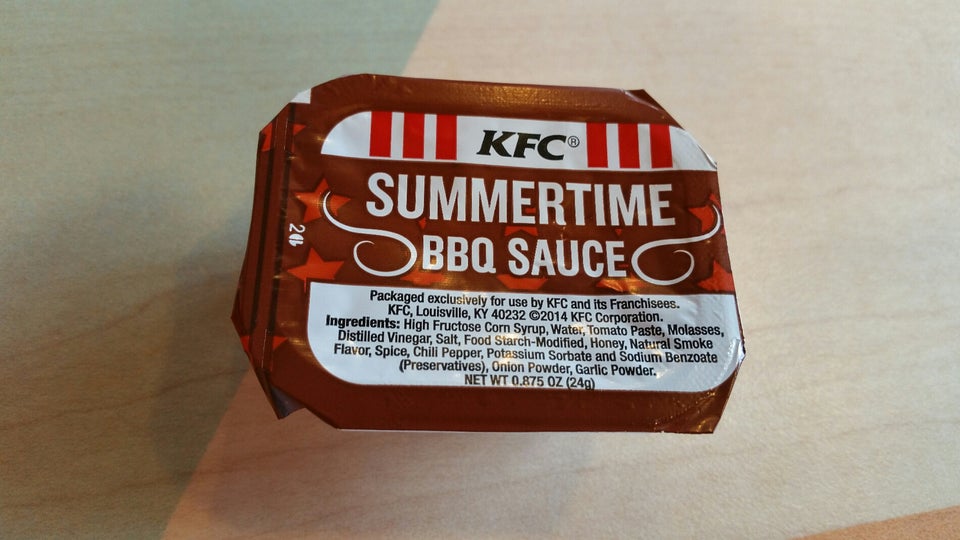 KFC®
SUMMERTIME
BBQ SAUCE
Packaged exclusively for use by KFC and its Franchisees.
KFC, Louisville, KY 40232 ©2014 KFC Corporation.
Ingredients: High Fructose Corn Syrup, Water, Tomato Paste, Molasses,
Distilled Vinegar, Salt, Food Starch-Modified, Honey, Natural Smoke
Flavor, Spice, Chili Pepper, Potassium Sorbate and Sodium Benzoate
(Preservatives), Onion Powder, Garlic Powder.
NET WT 0.875 OZ (24g)